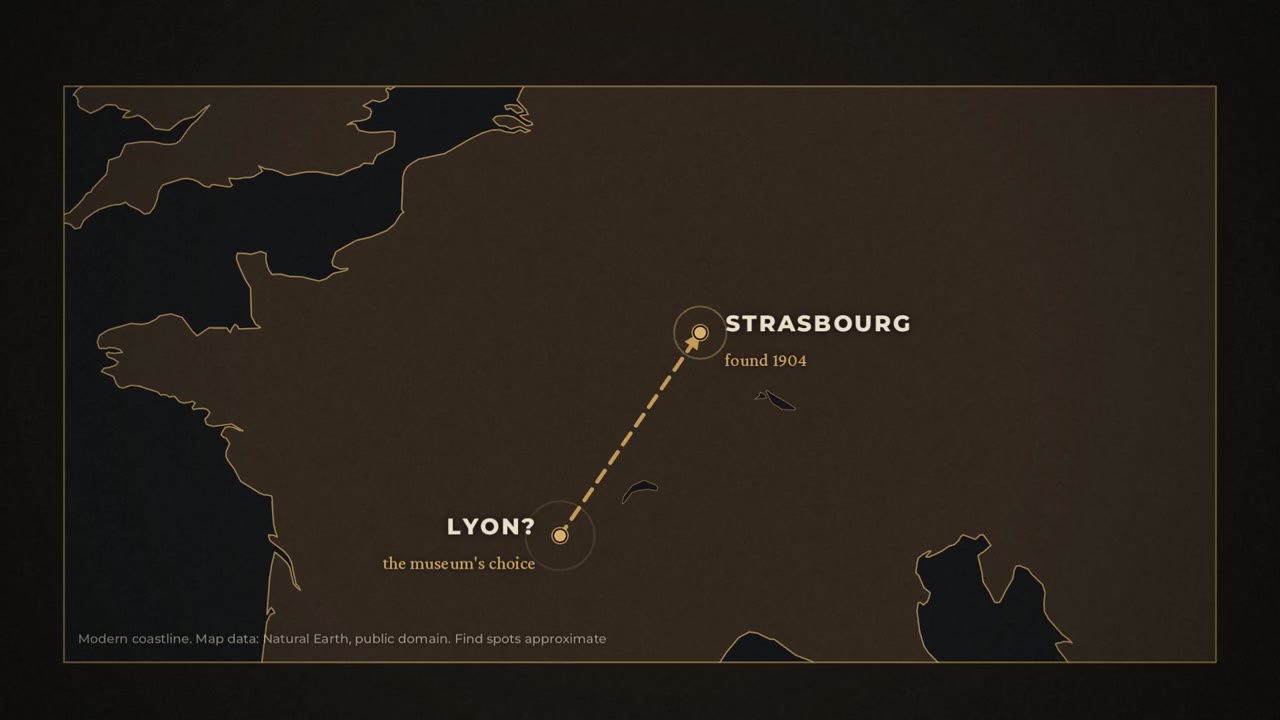 STRASBOURG
found 1904
LYON?
the museum's choice
Modern coastline. Map data: Natural Earth, public domain. Find spots approximate